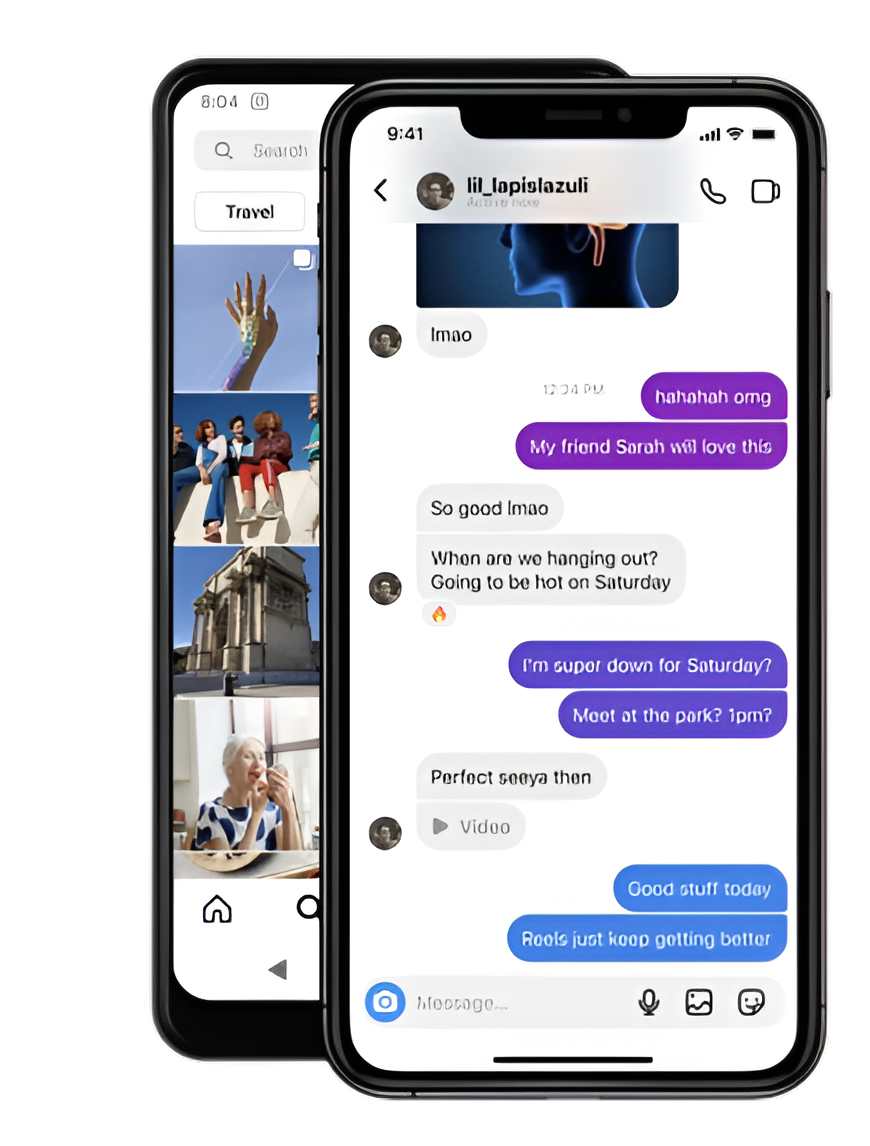 8:04
Search
Travel
9:41
lil_lapislazuli
Active now
lmao
12:34 PM
hahahah omg
My friend Sarah will love this
So good lmao
When are we hanging out?
Going to be hot on Saturday
I'm super down for Saturday?
Meet at the park? 1pm?
Perfect seeya then
Video
Good stuff today
Reels just keep getting better
Message...